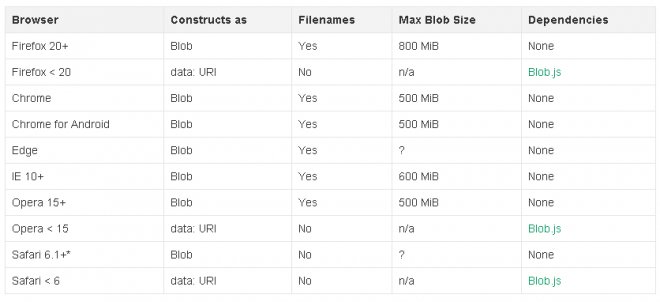 Browser Constructs as Filenames Max Blob Size Dependencies
Firefox 20+ Blob Yes 800 MiB None
Firefox < 20 data: URI No n/a Blob.js
Chrome Blob Yes 500 MiB None
Chrome for Android Blob Yes 500 MiB None
Edge Blob Yes ? None
IE 10+ Blob Yes 600 MiB None
Opera 15+ Blob Yes 500 MiB None
Opera < 15 data: URI No n/a Blob.js
Safari 6.1+* Blob No ? None
Safari < 6 data: URI No n/a Blob.js